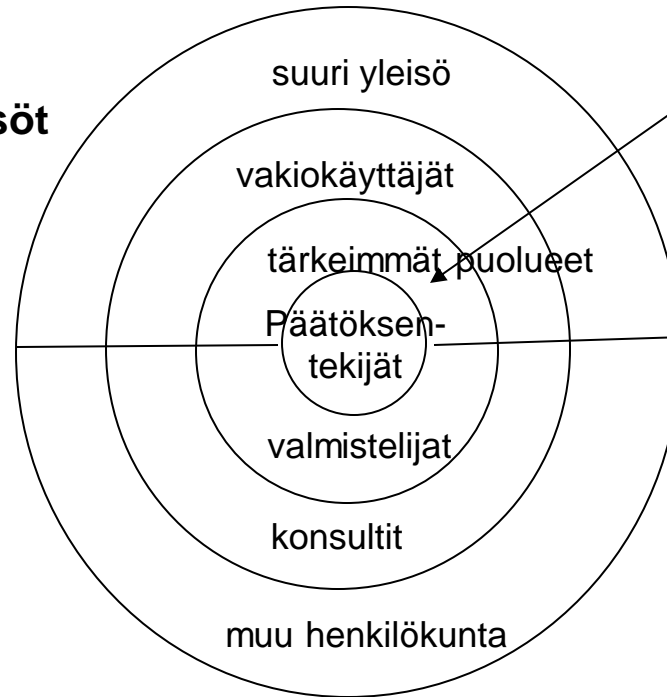 suuri yleisö
söt
vakiokäyttäjät
tärkeimmät puolueet
Päätöksen-
tekijät
valmistelijat
konsultit
muu henkilökunta